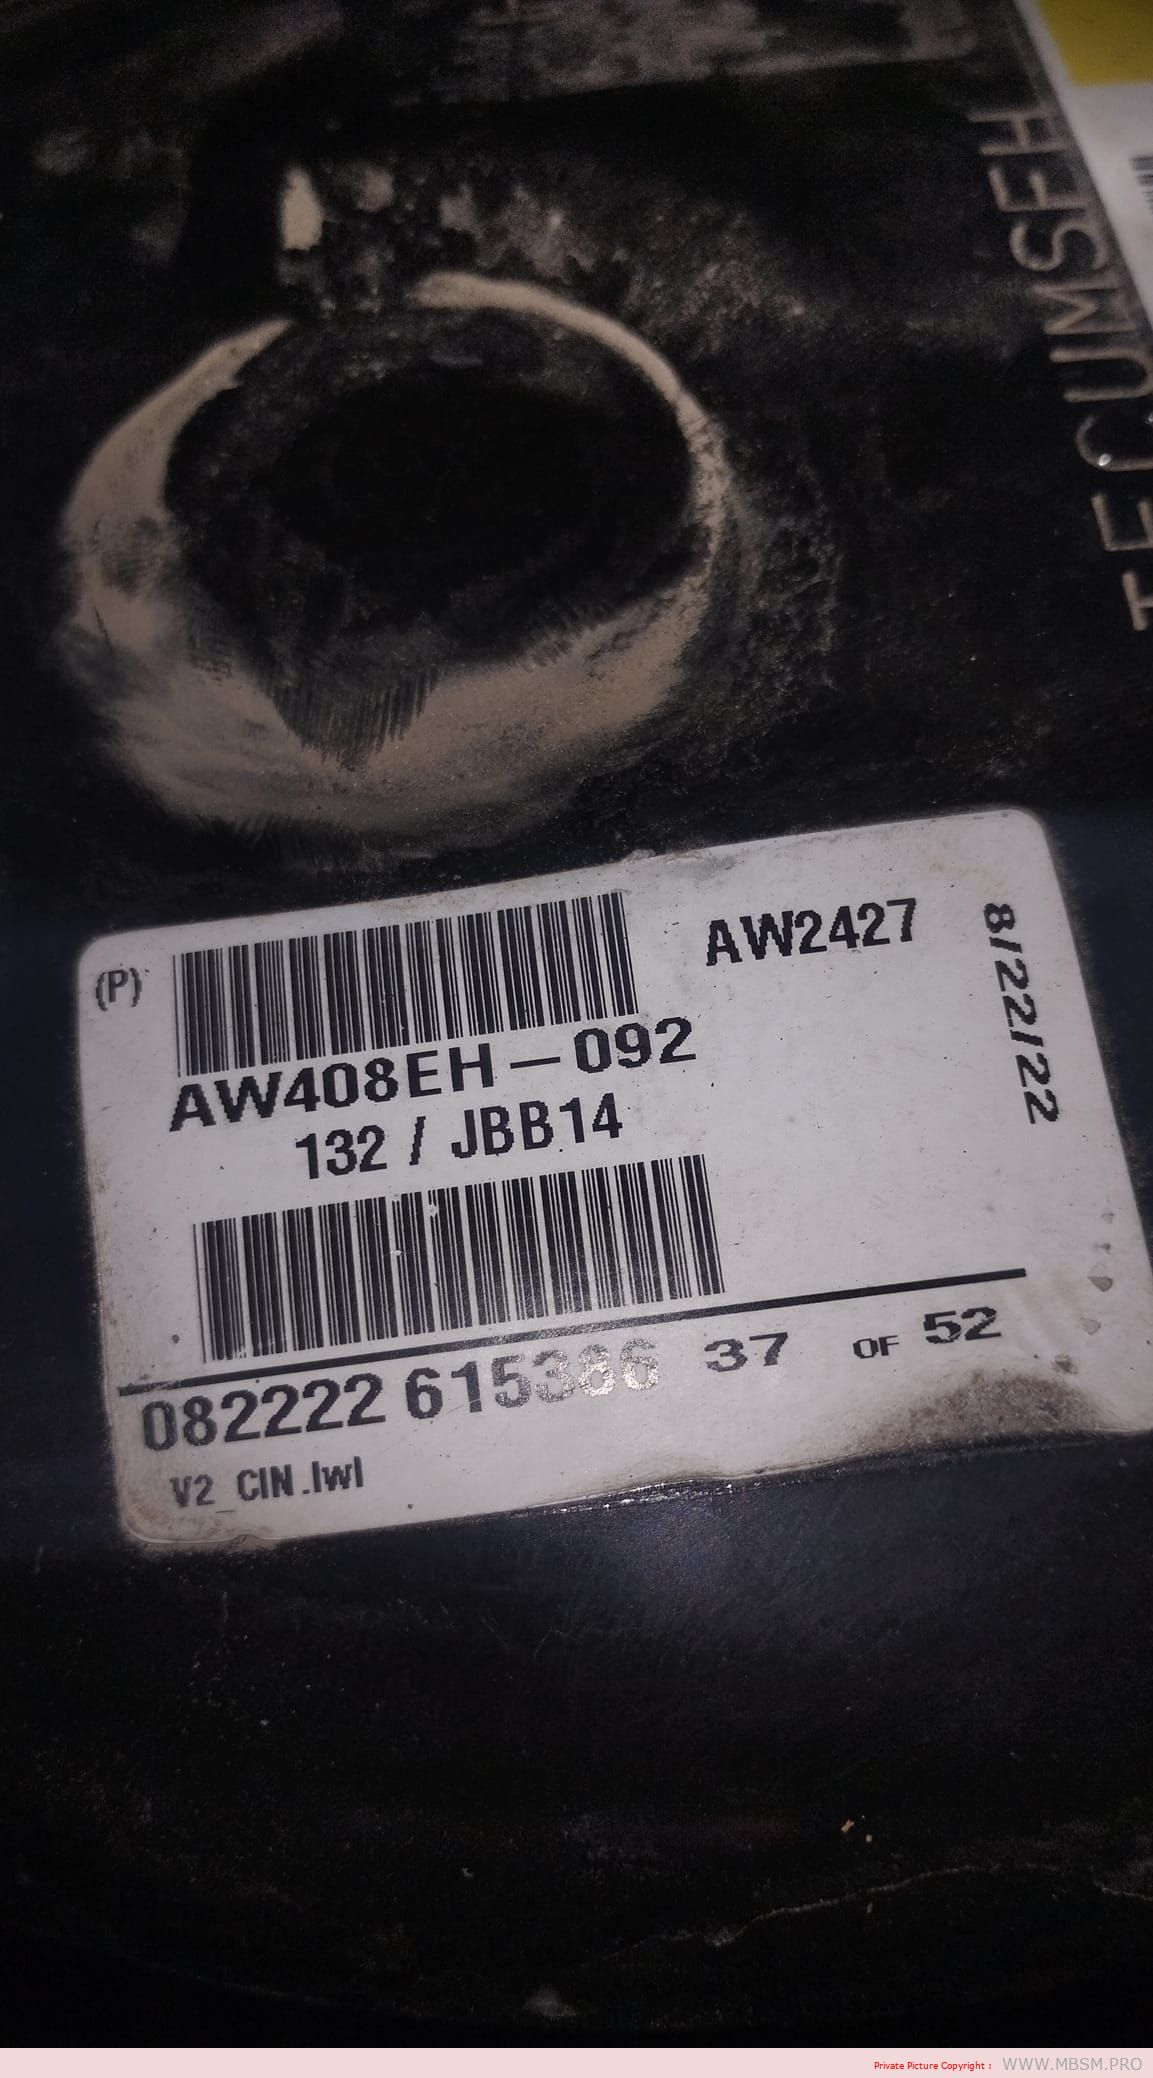 TECUMSEH
(P)
AW2427
8/22/22
AW408EH-092
132 / JBB14
37 OF 52
082222 615386
V2_CIN.lwl
Private Picture Copyright : WWW.MBSM.PRO